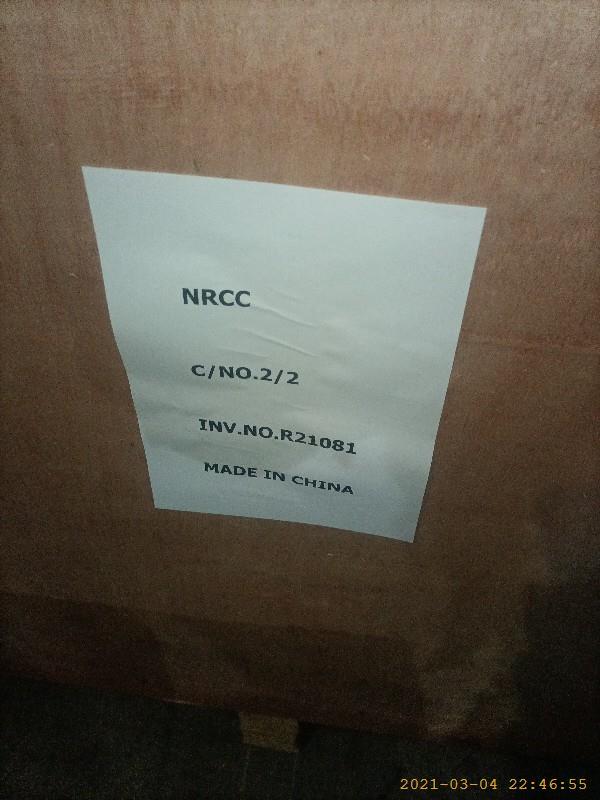 NRCC
C/NO.2/2
INV.NO.R21081
MADE IN CHINA
2021-03-04 22:46:55